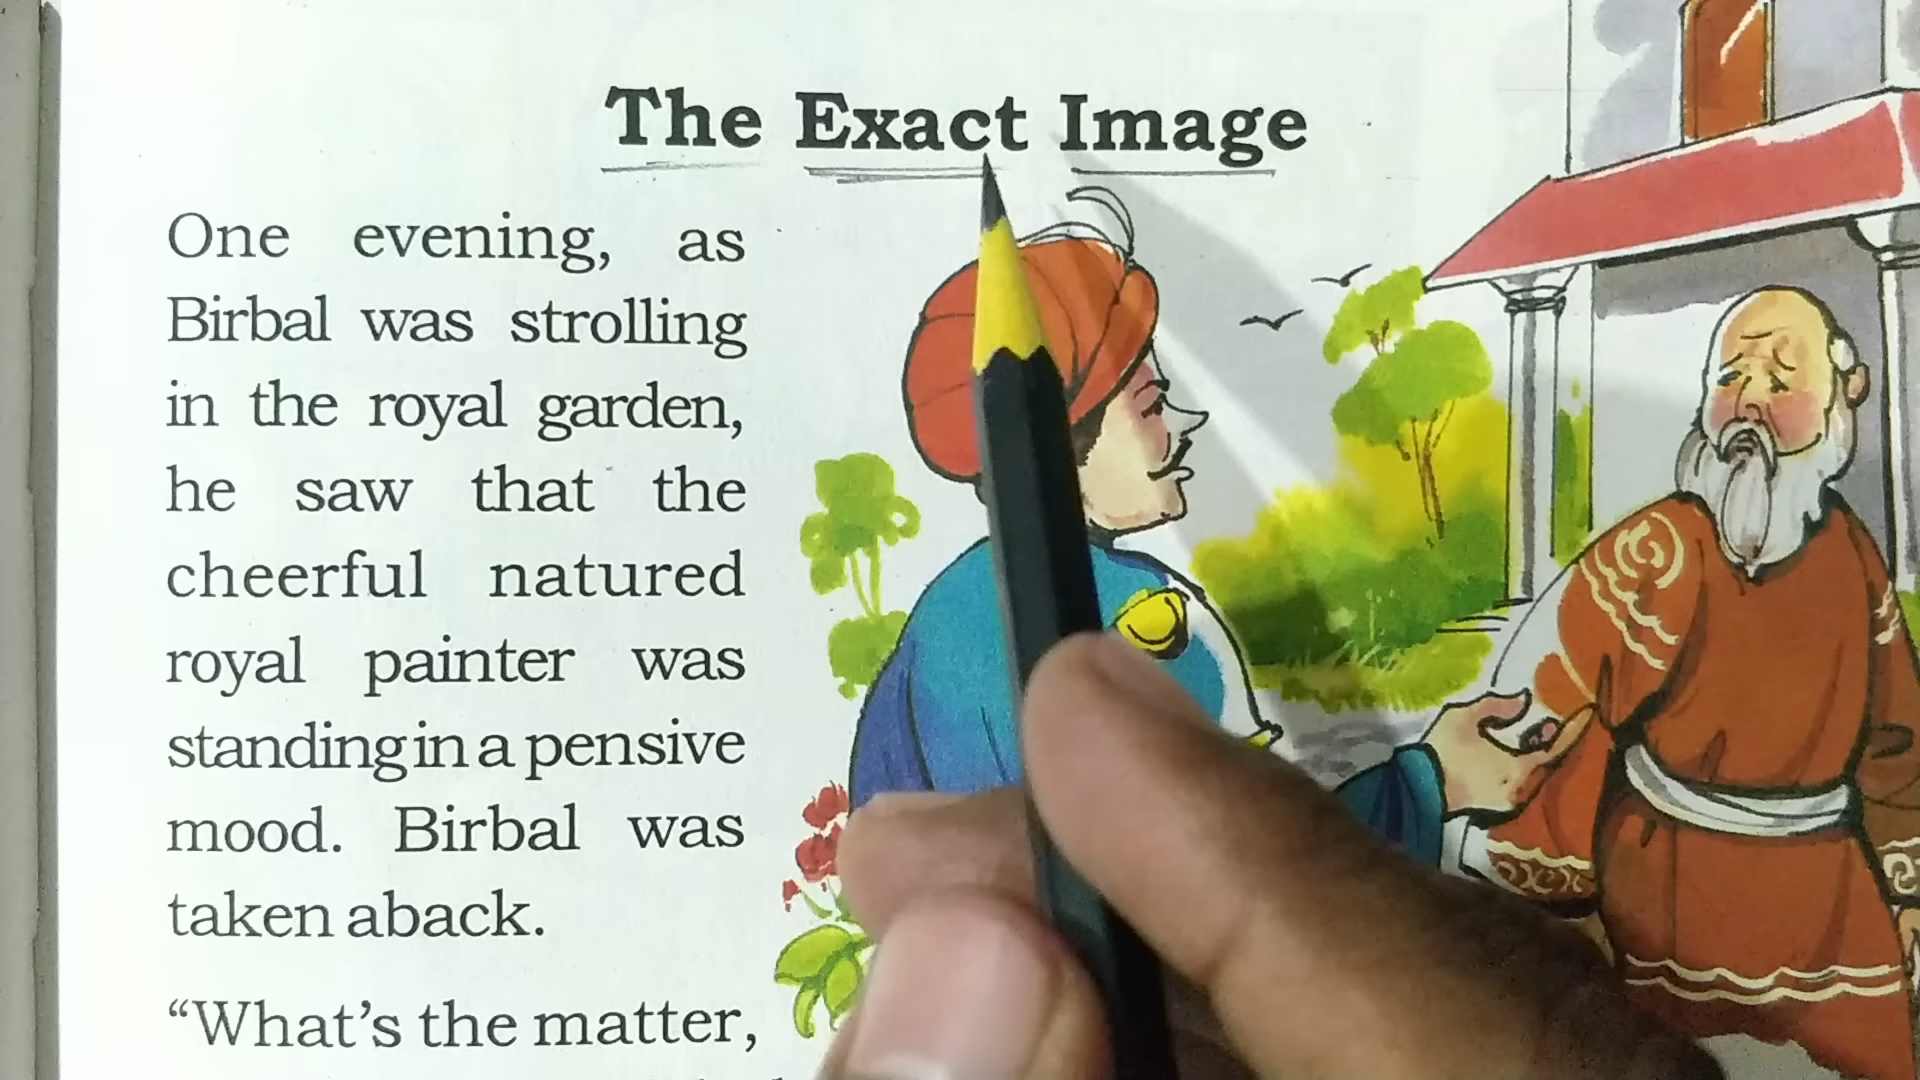 The Exact Image
One evening, as
Birbal was strolling
in the royal garden,
he saw that the
cheerful natured
royal painter was
standing in a pensive
mood. Birbal was
taken aback.
“What’s the matter,